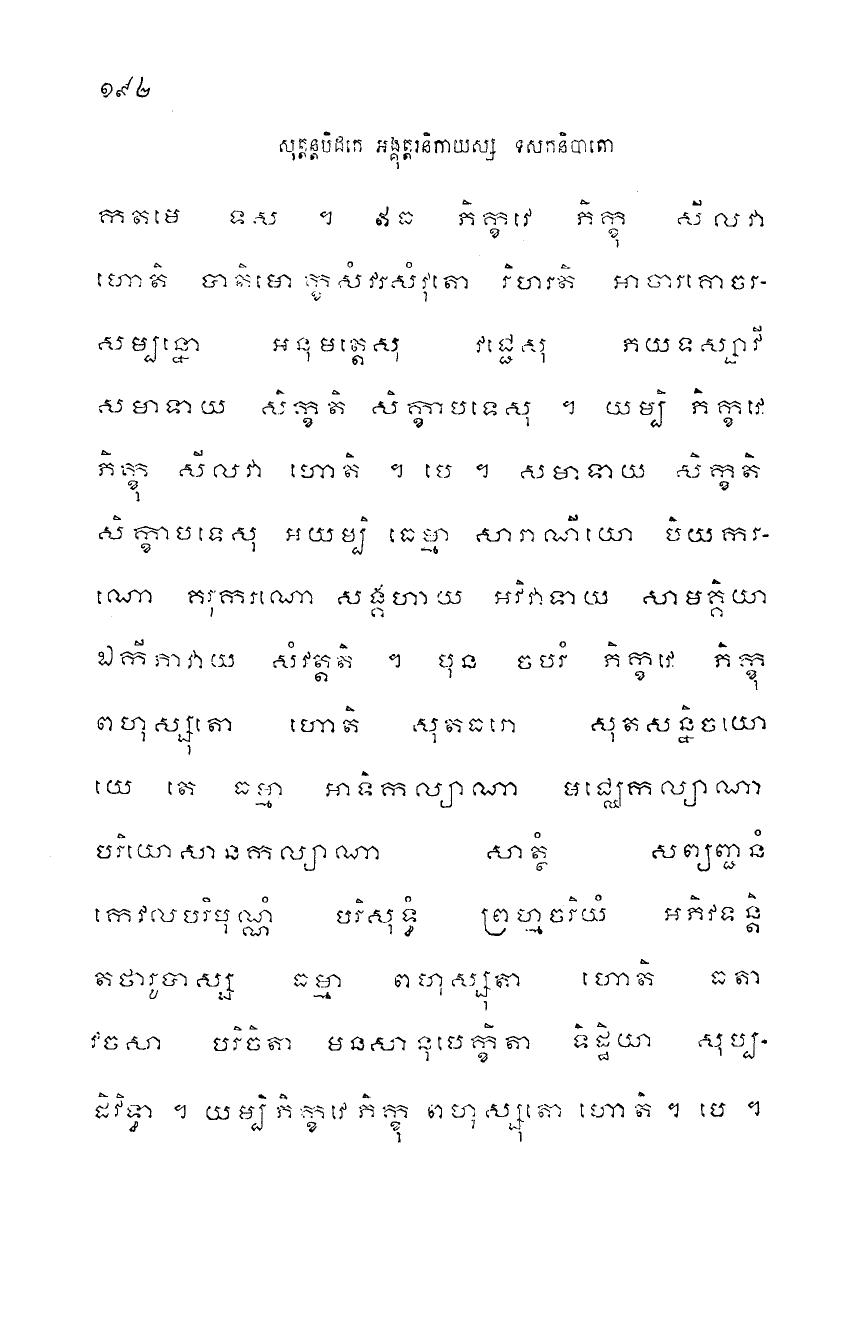 ១៩២
សុត្តន្តបិដកេ អង្គុត្តរនិកាយស្ស ទសកនិបាតោ
កតមេ ទស ។ ឥធ ភិក្ខវេ ភិក្ខុ សីលវា
ហោតិ បាតិមោក្ខសំវរសំវុតោ វិហរតិ អាចារគោចរ-
សម្បន្នោ អនុមត្តេសុ វជ្ជេសុ ភយទស្សាវី
សមាទាយ សិក្ខតិ សិក្ខាបទេសុ ។ យម្បិ ភិក្ខវេ
ភិក្ខុ សីលវា ហោតិ ។ បេ ។ សមាទាយ សិក្ខតិ
សិក្ខាបទេសុ អយម្បិ ធម្មោ សារាណីយោ បិយករ-
ណោ គរុករណោ សង្គហាយ អវិវាទាយ សាមគ្គិយា
ឯកីភាវាយ សំវត្តតិ ។ បុន ចបរំ ភិក្ខវេ ភិក្ខុ
ពហុស្សុតោ ហោតិ សុតធរោ សុតសន្និចយោ
យេ តេ ធម្មា អាទិកល្យាណា មជ្ឈេកល្យាណា
បរិយោសានកល្យាណា សាត្ថំ សព្យញ្ជនំ
កេវលបរិបុណ្ណំ បរិសុទ្ធំ ព្រហ្មចរិយំ អភិវទន្តិ
តថារូបាស្ស ធម្មា ពហុស្សុតា ហោតិ ធតា
វចសា បរិចិតា មនសានុបេក្ខិតា ទិដ្ឋិយា សុប្ប-
ដិវិទ្ធា ។ យម្បិ ភិក្ខវេ ភិក្ខុ ពហុស្សុតោ ហោតិ ។ បេ ។